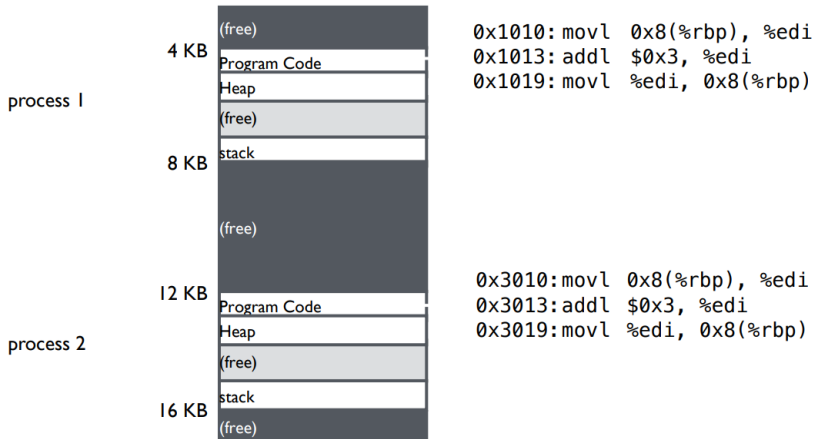 (free)
4 KB
Program Code
Heap
process 1
(free)
stack
8 KB
(free)
12 KB
Program Code
Heap
process 2
(free)
stack
16 KB
(free)
0x1010: movl 0x8(%rbp), %edi
0x1013: addl $0x3, %edi
0x1019: movl %edi, 0x8(%rbp)
0x3010: movl 0x8(%rbp), %edi
0x3013: addl $0x3, %edi
0x3019: movl %edi, 0x8(%rbp)